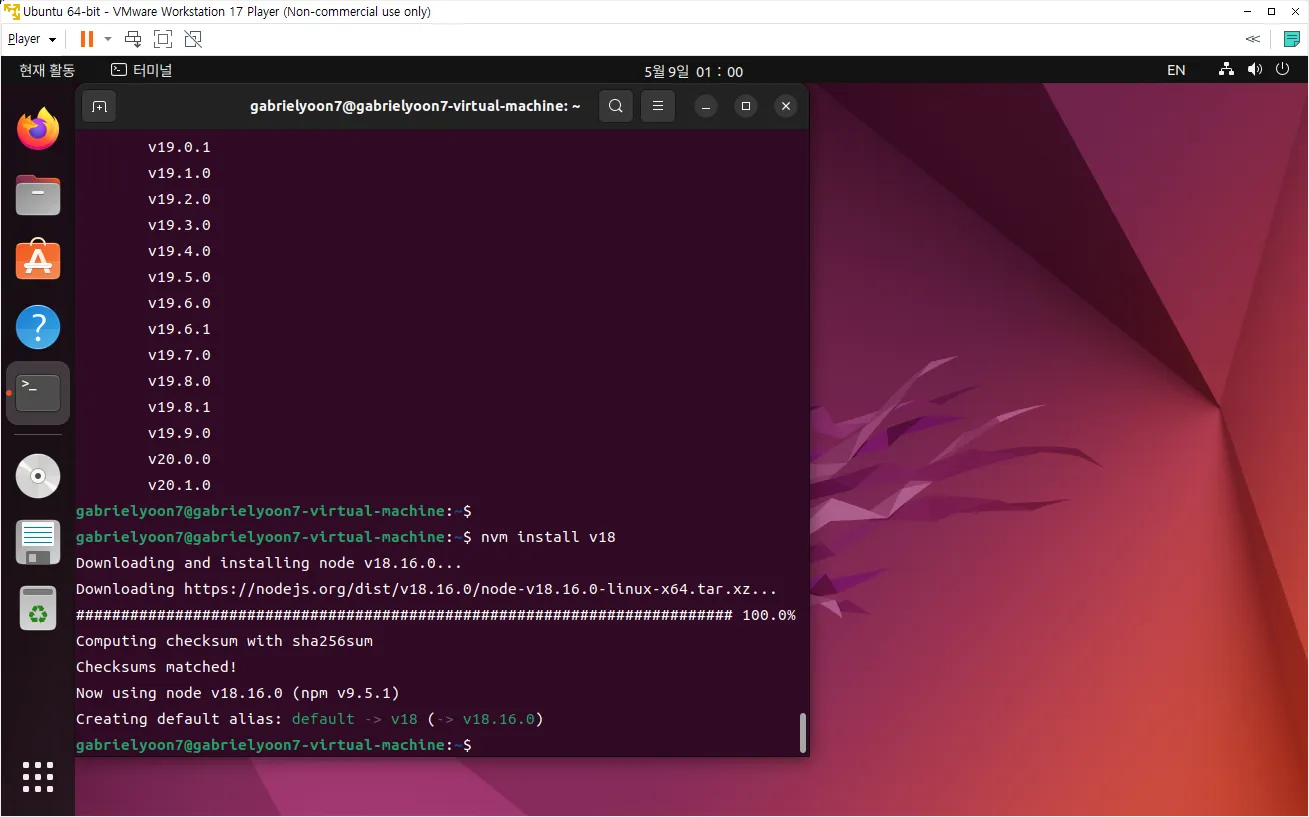 Ubuntu 64-bit - VMware Workstation 17 Player (Non-commercial use only)
Player
현재 활동
터미널
5월 9일 01 : 00
EN
gabrielyoon7@gabrielyoon7-virtual-machine: ~
v19.0.1
v19.1.0
v19.2.0
v19.3.0
v19.4.0
v19.5.0
v19.6.0
v19.6.1
v19.7.0
v19.8.0
v19.8.1
v19.9.0
v20.0.0
v20.1.0
gabrielyoon7@gabrielyoon7-virtual-machine:~$
gabrielyoon7@gabrielyoon7-virtual-machine:~$ nvm install v18
Downloading and installing node v18.16.0...
Downloading https://nodejs.org/dist/v18.16.0/node-v18.16.0-linux-x64.tar.xz...
######################################################################### 100.0%
Computing checksum with sha256sum
Checksums matched!
Now using node v18.16.0 (npm v9.5.1)
Creating default alias: default -> v18 (-> v18.16.0)
gabrielyoon7@gabrielyoon7-virtual-machine:~$